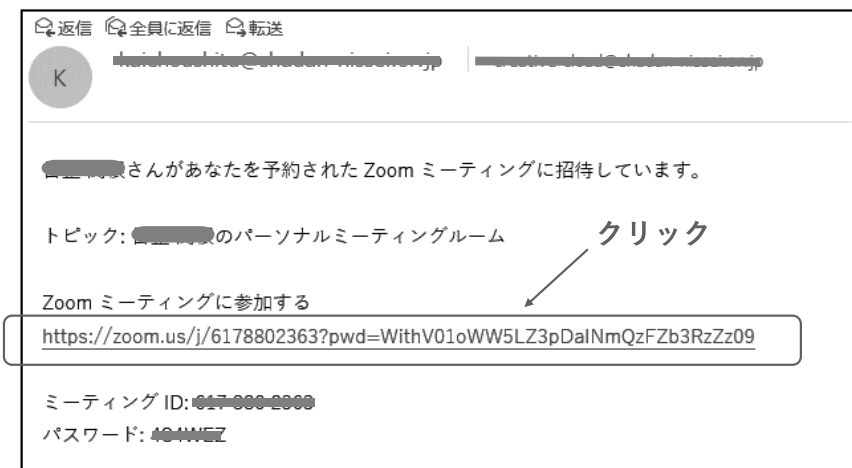 返信 全員に返信 転送
K
さんがあなたを予約された Zoom ミーティングに招待しています。
トピック: のパーソナルミーティングルーム
クリック
Zoom ミーティングに参加する
https://zoom.us/j/6178802363?pwd=WithV01oWW5LZ3pDalNmQzFZb3RzZz09
ミーティング ID:
パスワード: